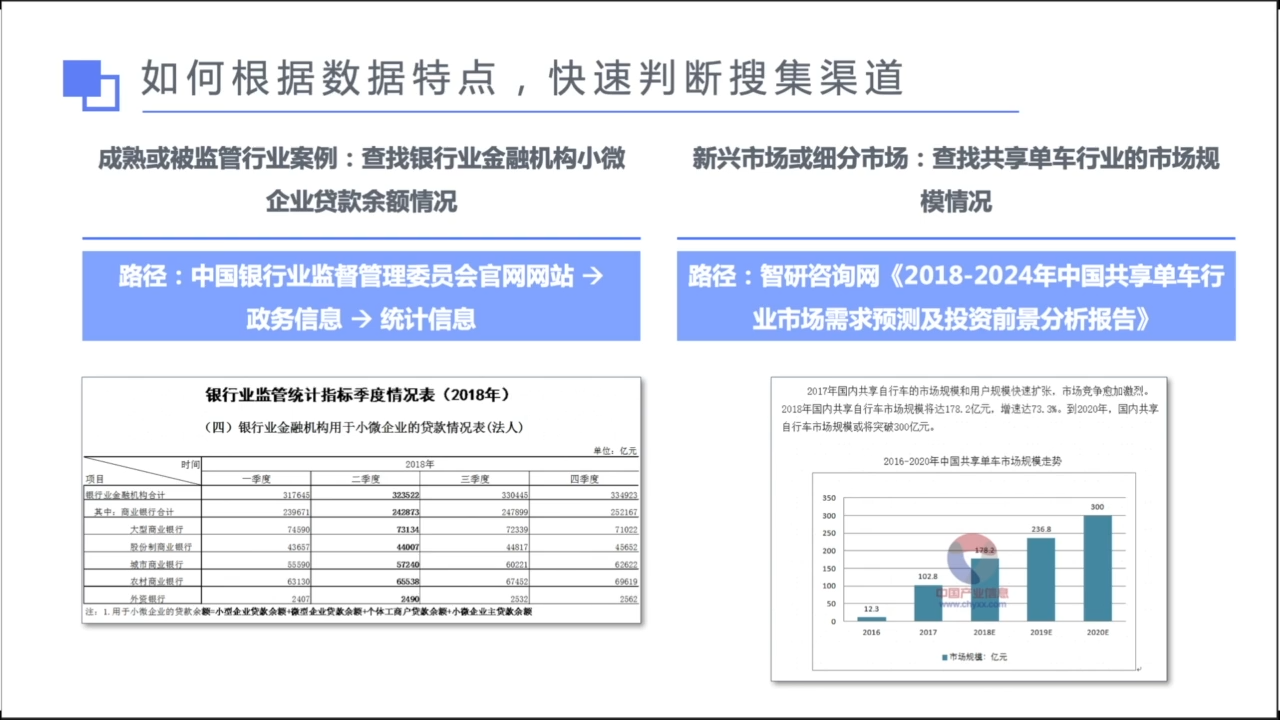 如何根据数据特点，快速判断搜集渠道
成熟或被监管行业案例：查找银行业金融机构小微
企业贷款余额情况
路径：中国银行业监督管理委员会官网网站 →
政务信息 → 统计信息
银行业监管统计指标季度情况表（2018年）
（四）银行业金融机构用于小微企业的贷款情况表(法人)
单位：亿元
时间 2018年
项目 一季度 二季度 三季度 四季度
银行业金融机构合计 317645 323522 330445 334923
其中：商业银行合计 239671 242873 247899 252167
大型商业银行 74590 73134 72339 71022
股份制商业银行 43657 44007 44817 45652
城市商业银行 55590 57240 60221 62622
农村商业银行 63130 65538 67452 69619
外资银行 2407 2490 2532 2562
注：1.用于小微企业的贷款余额=小型企业贷款余额+微型企业贷款余额+个体工商户贷款余额+小微企业主贷款余额
新兴市场或细分市场：查找共享单车行业的市场规
模情况
路径：智研咨询网《2018-2024年中国共享单车行
业市场需求预测及投资前景分析报告》
2017年国内共享自行车的市场规模和用户规模快速扩张，市场竞争愈加激烈。
2018年国内共享自行车市场规模将达178.2亿元，增速达73.3%。到2020年，国内共享
自行车市场规模或将突破300亿元。
2016-2020年中国共享单车市场规模走势
350
300
250
200
150
100
50
0
12.3
102.8
178.2
236.8
300
中国产业信息
www.chyxx.com
2016 2017 2018E 2019E 2020E
市场规模：亿元